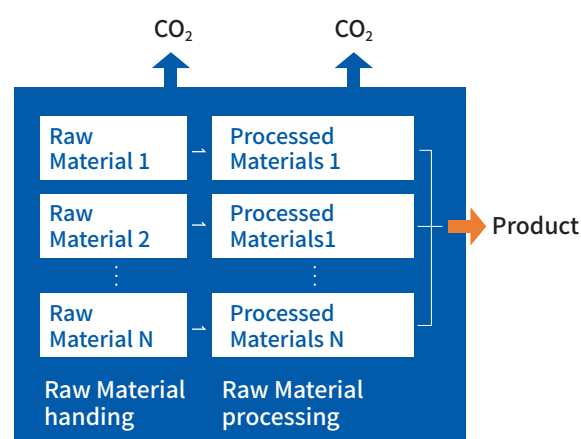 CO₂
CO₂
Raw
Material 1
Processed
Materials 1
Raw
Material 2
Processed
Materials1
Product
Raw
Material N
Processed
Materials N
Raw Material
handing
Raw Material
processing